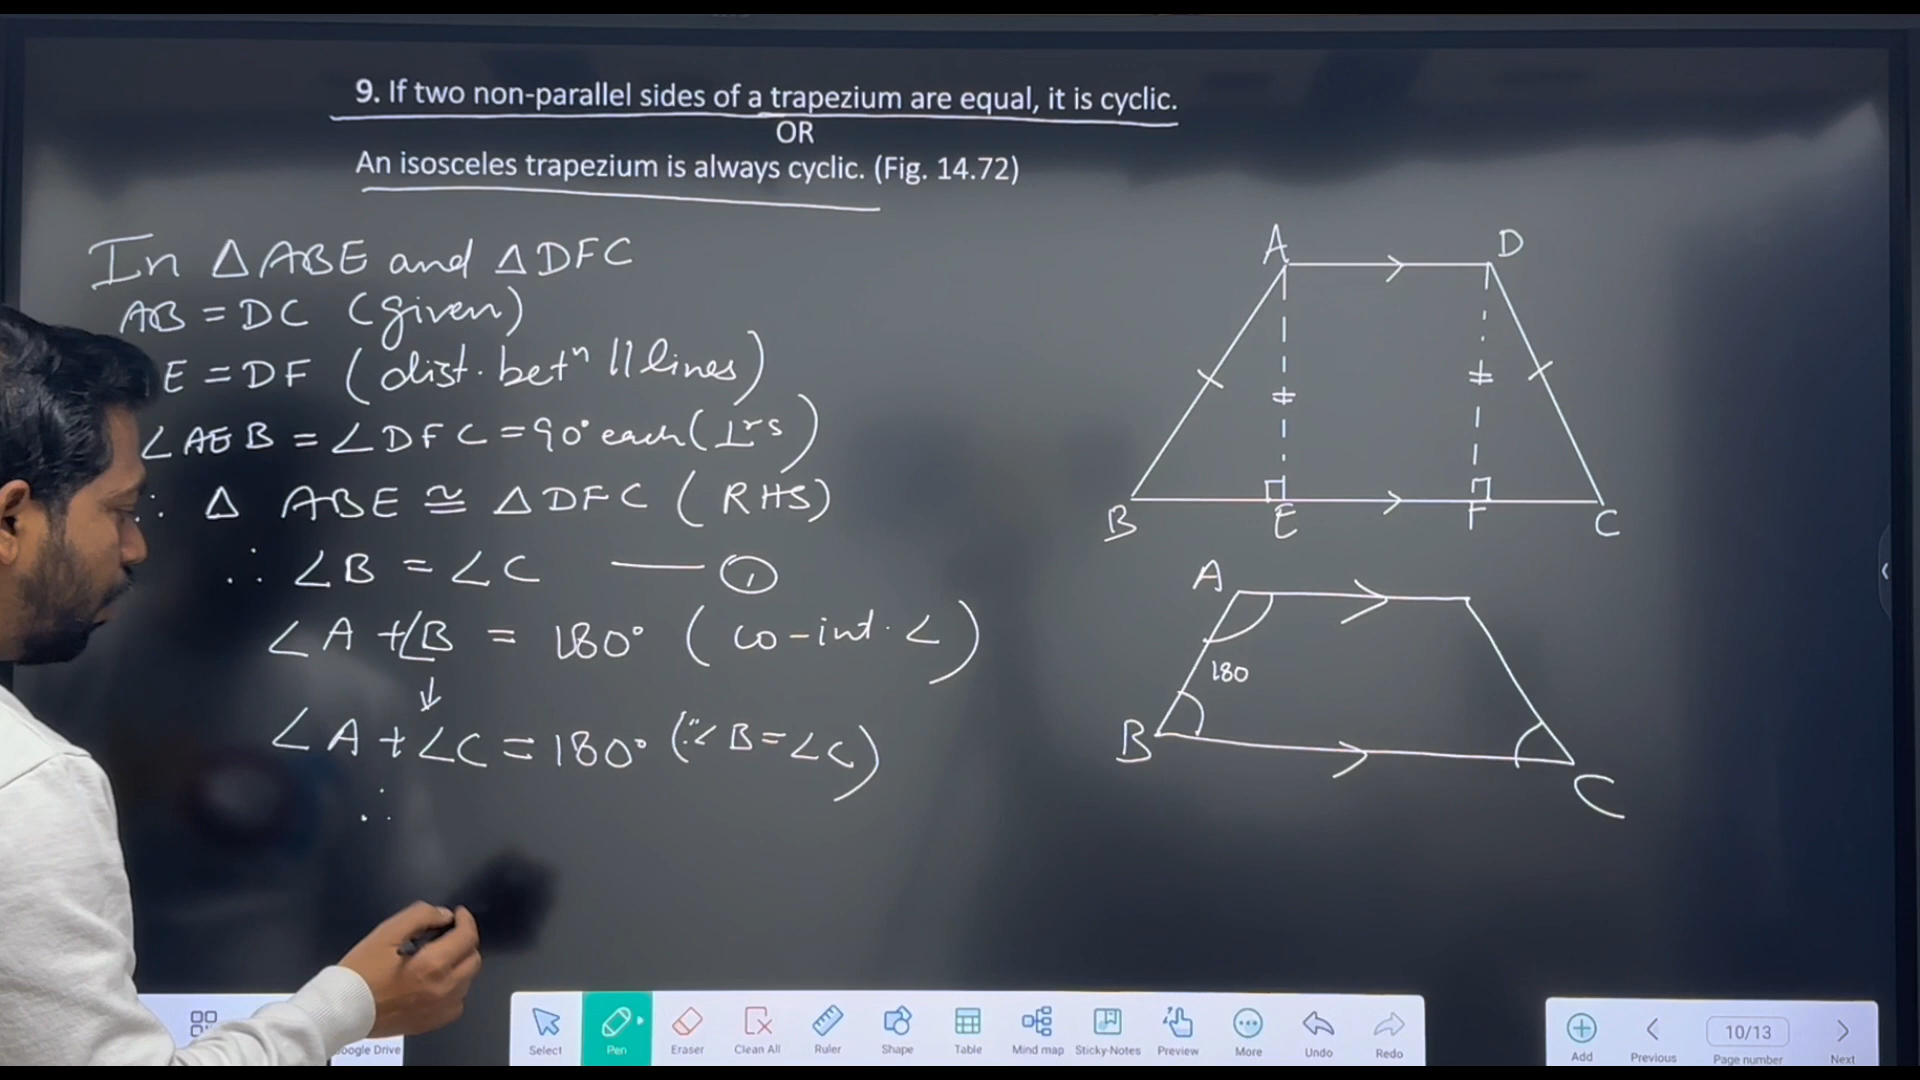 9. If two non-parallel sides of a trapezium are equal, it is cyclic.
OR
An isosceles trapezium is always cyclic. (Fig. 14.72)
In △ABE and △DFC
AB = DC (given)
E = DF (dist. betⁿ || lines)
∠AEB = ∠DFC = 90° each (⊥rs)
∴ △ ABE ≅ △DFC (RHS)
∴ ∠B = ∠C —— ①
∠A + ∠B = 180° (co-int. ∠)
↓
∠A + ∠C = 180° (∵ ∠B = ∠C)
∴
A D
B E F C
A
180
B
C
Google Drive
Select Pen Eraser Clean All Ruler Shape Table Mind map Sticky-Notes Preview More Undo Redo
Add Previous 10/13 Page number Next